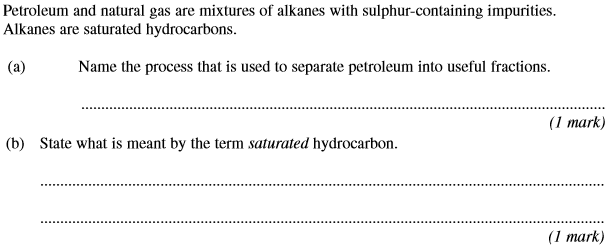 Petroleum and natural gas are mixtures of alkanes with sulphur-containing impurities.
Alkanes are saturated hydrocarbons.
(a) Name the process that is used to separate petroleum into useful fractions.
(1 mark)
(b) State what is meant by the term saturated hydrocarbon.
(1 mark)